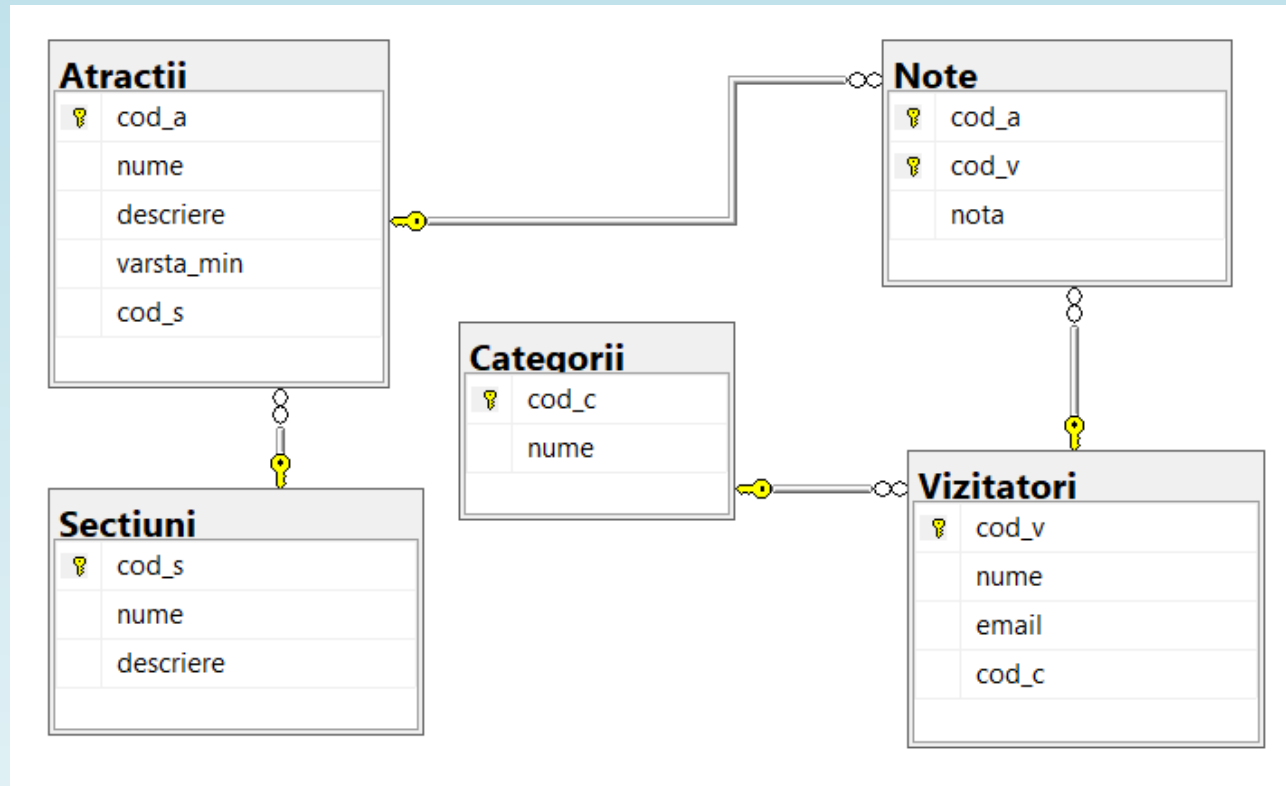 Atractii
cod_a
nume
descriere
varsta_min
cod_s
Note
cod_a
cod_v
nota
Categorii
cod_c
nume
Sectiuni
cod_s
nume
descriere
Vizitatori
cod_v
nume
email
cod_c